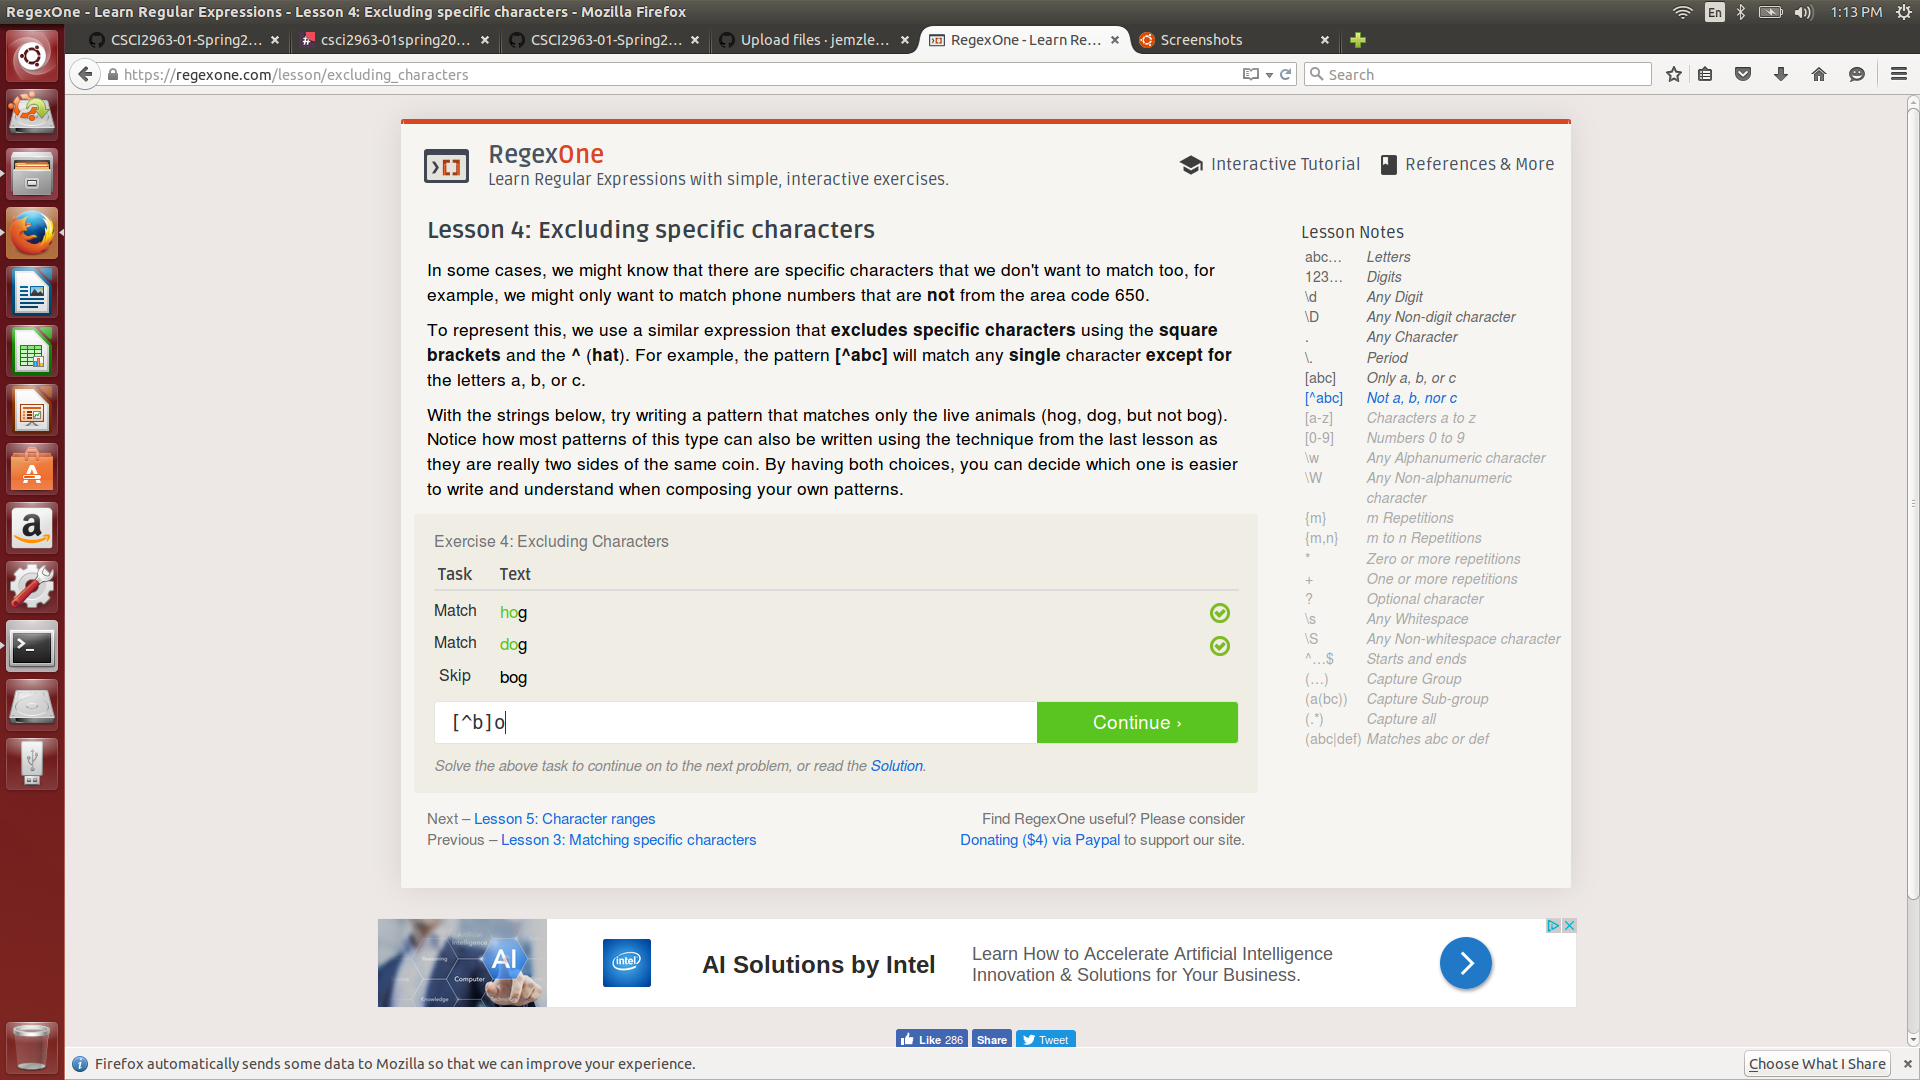 RegexOne - Learn Regular Expressions - Lesson 4: Excluding specific characters - Mozilla Firefox
En
1:13 PM
CSCI2963-01-Spring2...
csci2963-01spring20...
CSCI2963-01-Spring2...
Upload files · jemzle...
RegexOne - Learn Re...
Screenshots
https://regexone.com/lesson/excluding_characters
Search
RegexOne
Learn Regular Expressions with simple, interactive exercises.
Interactive Tutorial
References & More
Lesson 4: Excluding specific characters
In some cases, we might know that there are specific characters that we don't want to match too, for
example, we might only want to match phone numbers that are not from the area code 650.
To represent this, we use a similar expression that excludes specific characters using the square
brackets and the ^ (hat). For example, the pattern [^abc] will match any single character except for
the letters a, b, or c.
With the strings below, try writing a pattern that matches only the live animals (hog, dog, but not bog).
Notice how most patterns of this type can also be written using the technique from the last lesson as
they are really two sides of the same coin. By having both choices, you can decide which one is easier
to write and understand when composing your own patterns.
Exercise 4: Excluding Characters
Task Text
Match hog
Match dog
Skip bog
[^b]o
Continue ›
Solve the above task to continue on to the next problem, or read the Solution.
Next – Lesson 5: Character ranges
Previous – Lesson 3: Matching specific characters
Find RegexOne useful? Please consider
Donating ($4) via Paypal to support our site.
Lesson Notes
abc… Letters
123… Digits
\d Any Digit
\D Any Non-digit character
. Any Character
\. Period
[abc] Only a, b, or c
[^abc] Not a, b, nor c
[a-z] Characters a to z
[0-9] Numbers 0 to 9
\w Any Alphanumeric character
\W Any Non-alphanumeric
character
{m} m Repetitions
{m,n} m to n Repetitions
* Zero or more repetitions
+ One or more repetitions
? Optional character
\s Any Whitespace
\S Any Non-whitespace character
^…$ Starts and ends
(…) Capture Group
(a(bc)) Capture Sub-group
(.*) Capture all
(abc|def) Matches abc or def
AI
Reasoning
Computer
Knowledge
intel
AI Solutions by Intel
Learn How to Accelerate Artificial Intelligence
Innovation & Solutions for Your Business.
Like 286
Share
Tweet
Firefox automatically sends some data to Mozilla so that we can improve your experience.
Choose What I Share